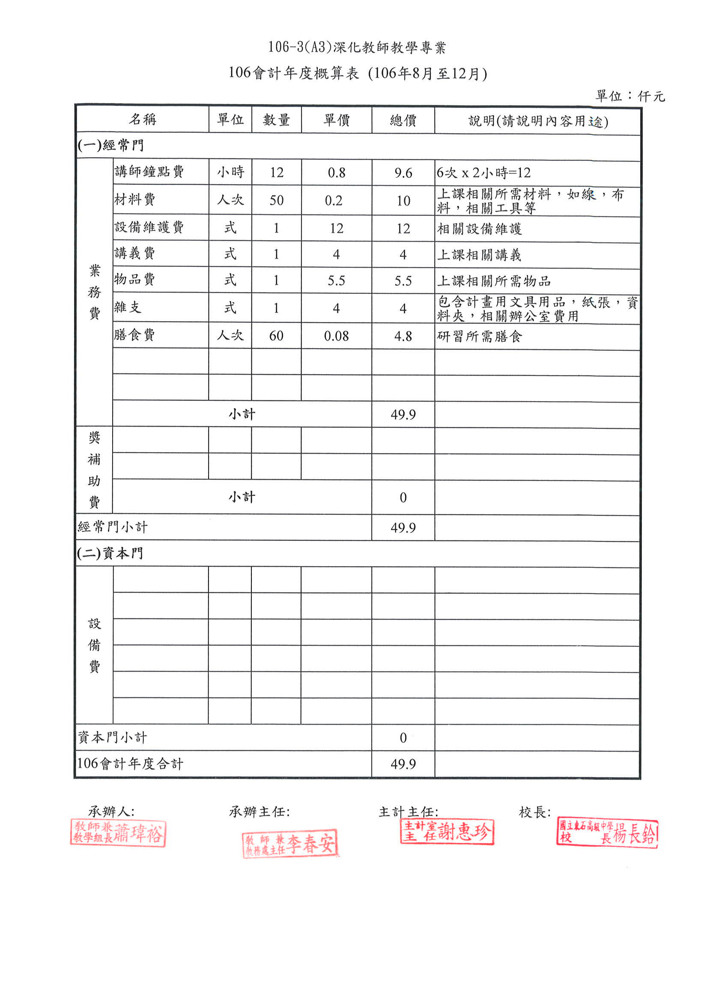 106-3(A3)深化教師教學專業
106會計年度概算表 (106年8月至12月)
單位：仟元
名稱 單位 數量 單價 總價 說明(請說明內容用途)
(一)經常門
業務費
講師鐘點費 小時 12 0.8 9.6 6次 x 2小時=12
材料費 人次 50 0.2 10 上課相關所需材料，如線，布
料，相關工具等
設備維護費 式 1 12 12 相關設備維護
講義費 式 1 4 4 上課相關講義
物品費 式 1 5.5 5.5 上課相關所需物品
雜支 式 1 4 4 包含計畫用文具用品，紙張，資
料夾，相關辦公室費用
膳食費 人次 60 0.08 4.8 研習所需膳食
小計 49.9
獎補助費
小計 0
經常門小計 49.9
(二)資本門
設備費
資本門小計 0
106會計年度合計 49.9
承辦人: 承辦主任: 主計主任: 校長:
教師兼
教學組長 蕭瑋裕
教師兼
教務處主任 李春安
主計室
主任 謝惠珍
國立東石高級中學
校長 楊長鉿